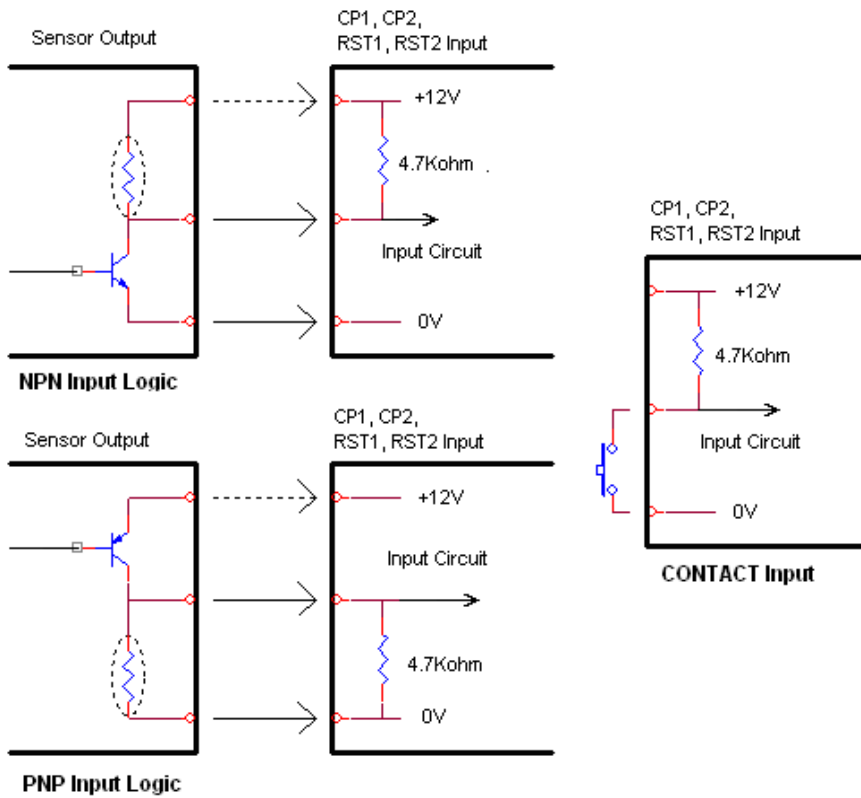 Sensor Output
CP1, CP2,
RST1, RST2 Input
+12V
4.7Kohm .
Input Circuit
0V
NPN Input Logic
Sensor Output
CP1, CP2,
RST1, RST2 Input
+12V
Input Circuit
4.7Kohm
0V
PNP Input Logic
CP1, CP2,
RST1, RST2 Input
+12V
4.7Kohm
Input Circuit
0V
CONTACT Input